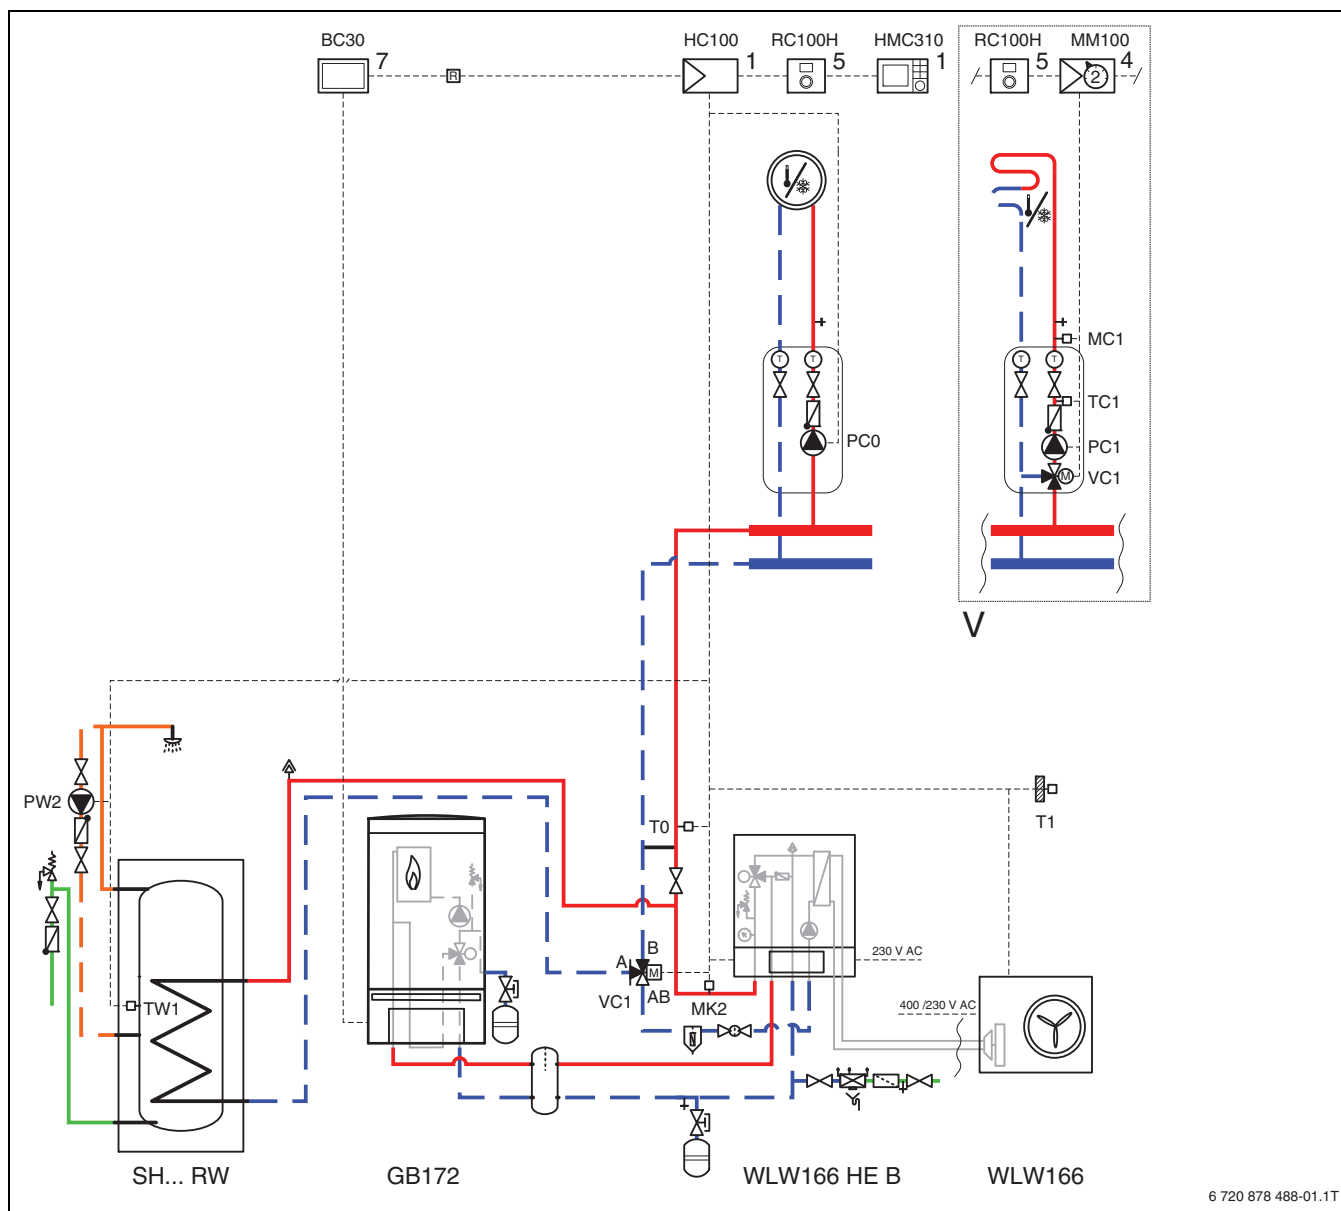 BC30
7
R
HC100
1
RC100H
5
HMC310
1
RC100H
5
MM100
2
4
MC1
T
T
T
T
TC1
PC0
PC1
M
VC1
V
PW2
T0
T1
B
A
M
230 V AC
VC1
AB
MK2
400 /230 V AC
TW1
SH... RW
GB172
WLW166 HE B
WLW166
6 720 878 488-01.1T